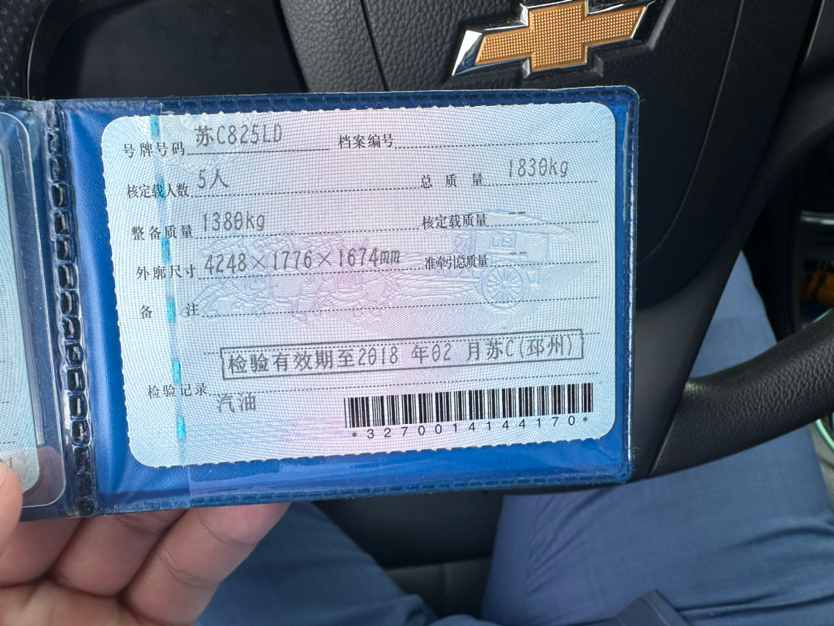 号牌号码 苏C825LD 档案编号
核定载人数 5人 总质量 1830kg
整备质量 1380kg 核定载质量 --
外廓尺寸 4248×1776×1674mm 准牵引总质量 --
备注
检验有效期至2018 年02 月苏C(邳州)
检验记录
汽油
*3270014144170*